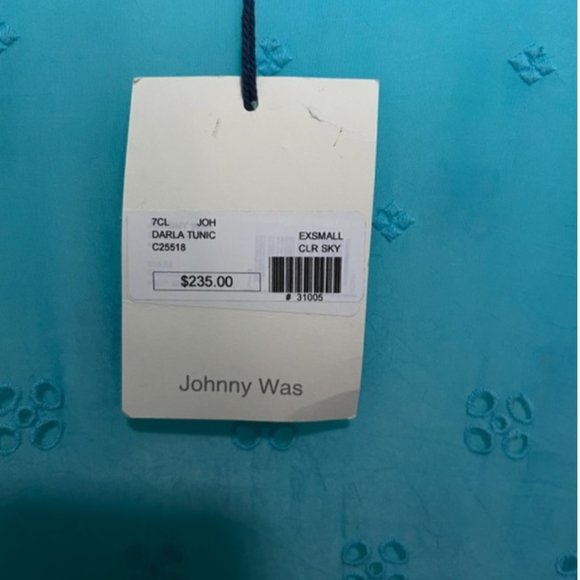 7CL JOH
DARLA TUNIC EXSMALL
C25518 CLR SKY
$235.00
# 31005
Johnny Was